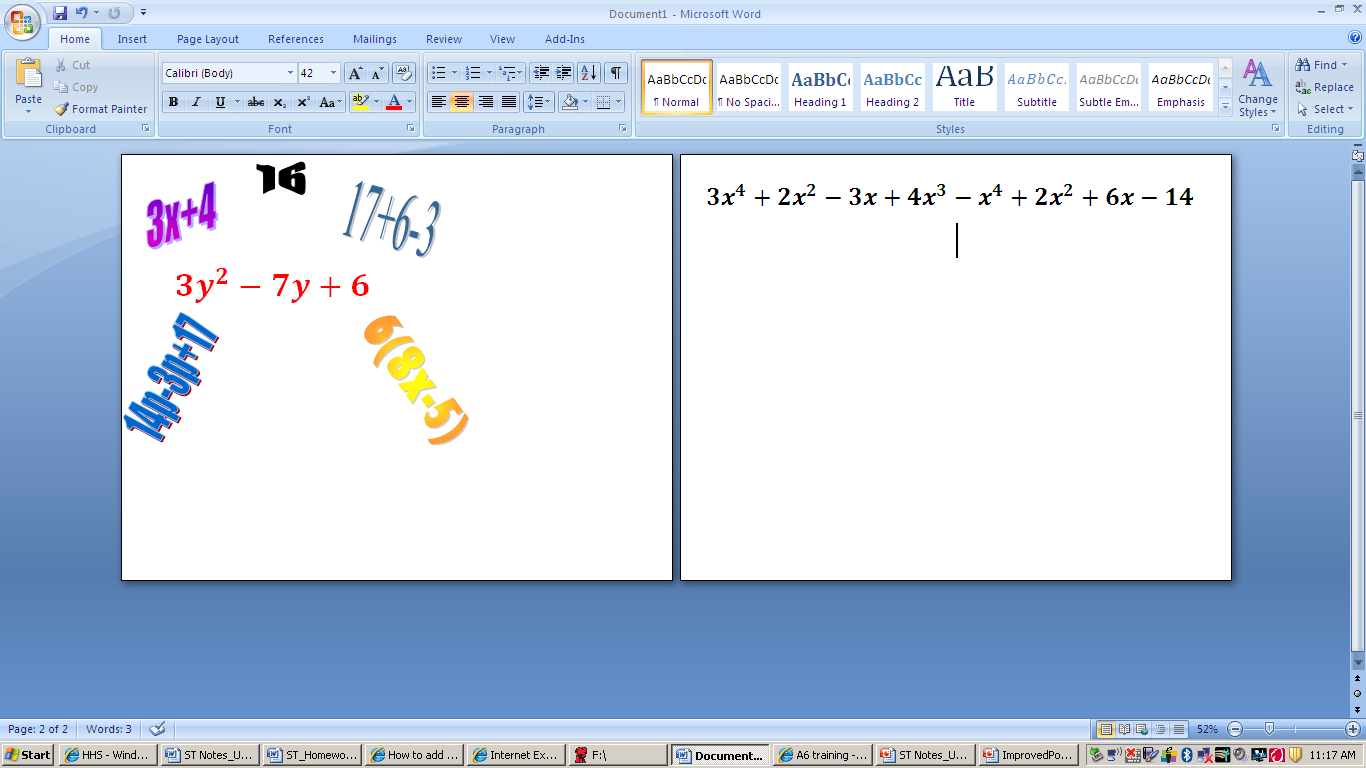 Document1 - Microsoft Word
Home Insert Page Layout References Mailings Review View Add-Ins
Paste
Cut
Copy
Format Painter
Clipboard
Calibri (Body) 42
B I U abc x₂ x² Aa
Font
Paragraph
AaBbCcDc AaBbCcDc AaBbC AaBbCc AaB AaBbCc. AaBbCcDc AaBbCcDc
¶ Normal ¶ No Spaci... Heading 1 Heading 2 Title Subtitle Subtle Em... Emphasis
Change Styles
Styles
Find
Replace
Select
Editing
16
3x+4
17+6-3
3y² − 7y + 6
14p-3p+17
6(8x-5)
3x⁴ + 2x² − 3x + 4x³ − x⁴ + 2x² + 6x − 14
Page: 2 of 2 Words: 3 52%
Start HHS - Wind... ST Notes_U... ST_Homewo... How to add ... Internet Ex... F:\ Document... A6 training -... ST Notes_U... ImprovedPo... 11:17 AM